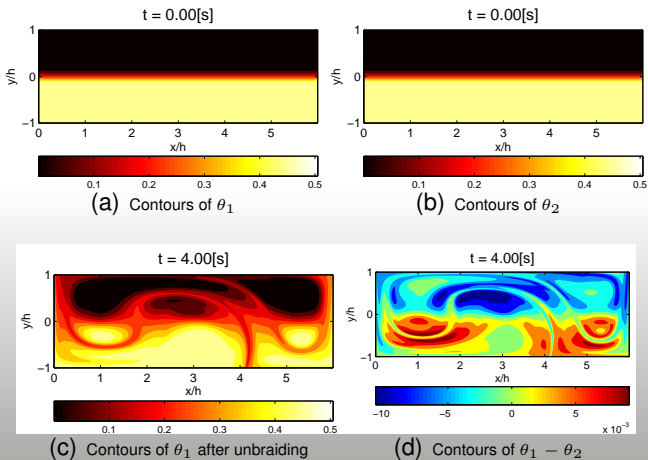 t = 0.00[s]
y/h
1
0
−1
0 1 2 3 4 5
x/h
0.1 0.2 0.3 0.4 0.5
(a) Contours of θ₁
t = 0.00[s]
y/h
1
0
−1
0 1 2 3 4 5
x/h
0.1 0.2 0.3 0.4 0.5
(b) Contours of θ₂
t = 4.00[s]
y/h
1
0
−1
0 1 2 3 4 5
x/h
0.1 0.2 0.3 0.4 0.5
(c) Contours of θ₁ after unbraiding
t = 4.00[s]
y/h
1
0
−1
0 1 2 3 4 5 6
x/h
−10 −5 0 5
x 10⁻³
(d) Contours of θ₁ − θ₂